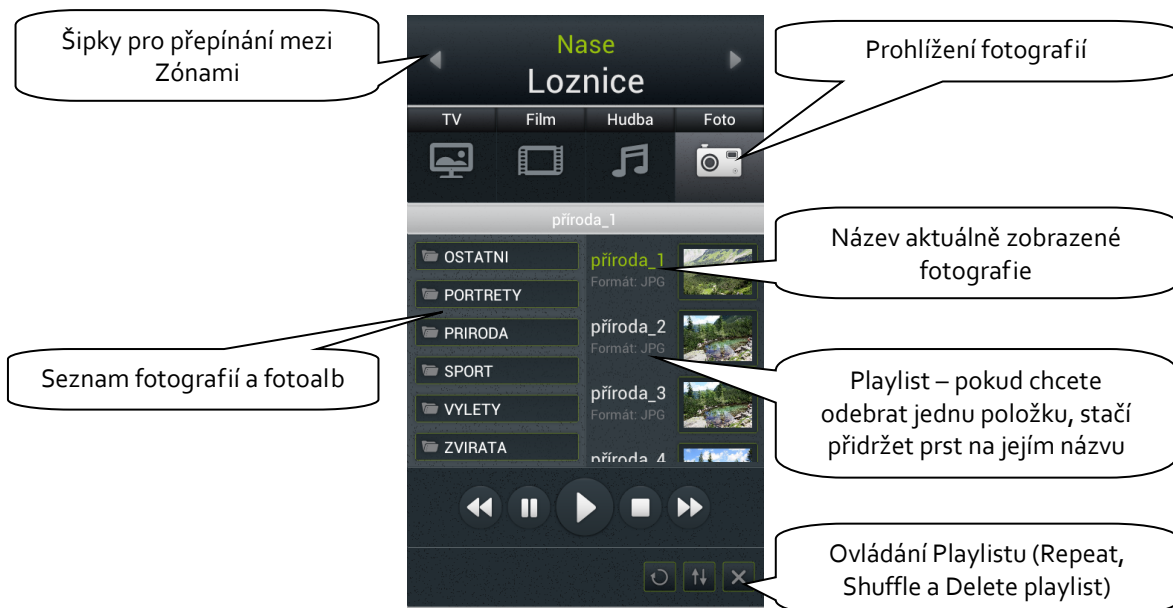 Šipky pro přepínání mezi
Zónami
Nase
Loznice
Prohlížení fotografií
TV
Film
Hudba
Foto
příroda_1
OSTATNI
PORTRETY
PRIRODA
SPORT
VYLETY
ZVIRATA
příroda_1
Formát: JPG
příroda_2
Formát: JPG
příroda_3
Formát: JPG
příroda_4
Název aktuálně zobrazené
fotografie
Seznam fotografií a fotoalb
Playlist – pokud chcete
odebrat jednu položku, stačí
přidržet prst na jejím názvu
Ovládání Playlistu (Repeat,
Shuffle a Delete playlist)